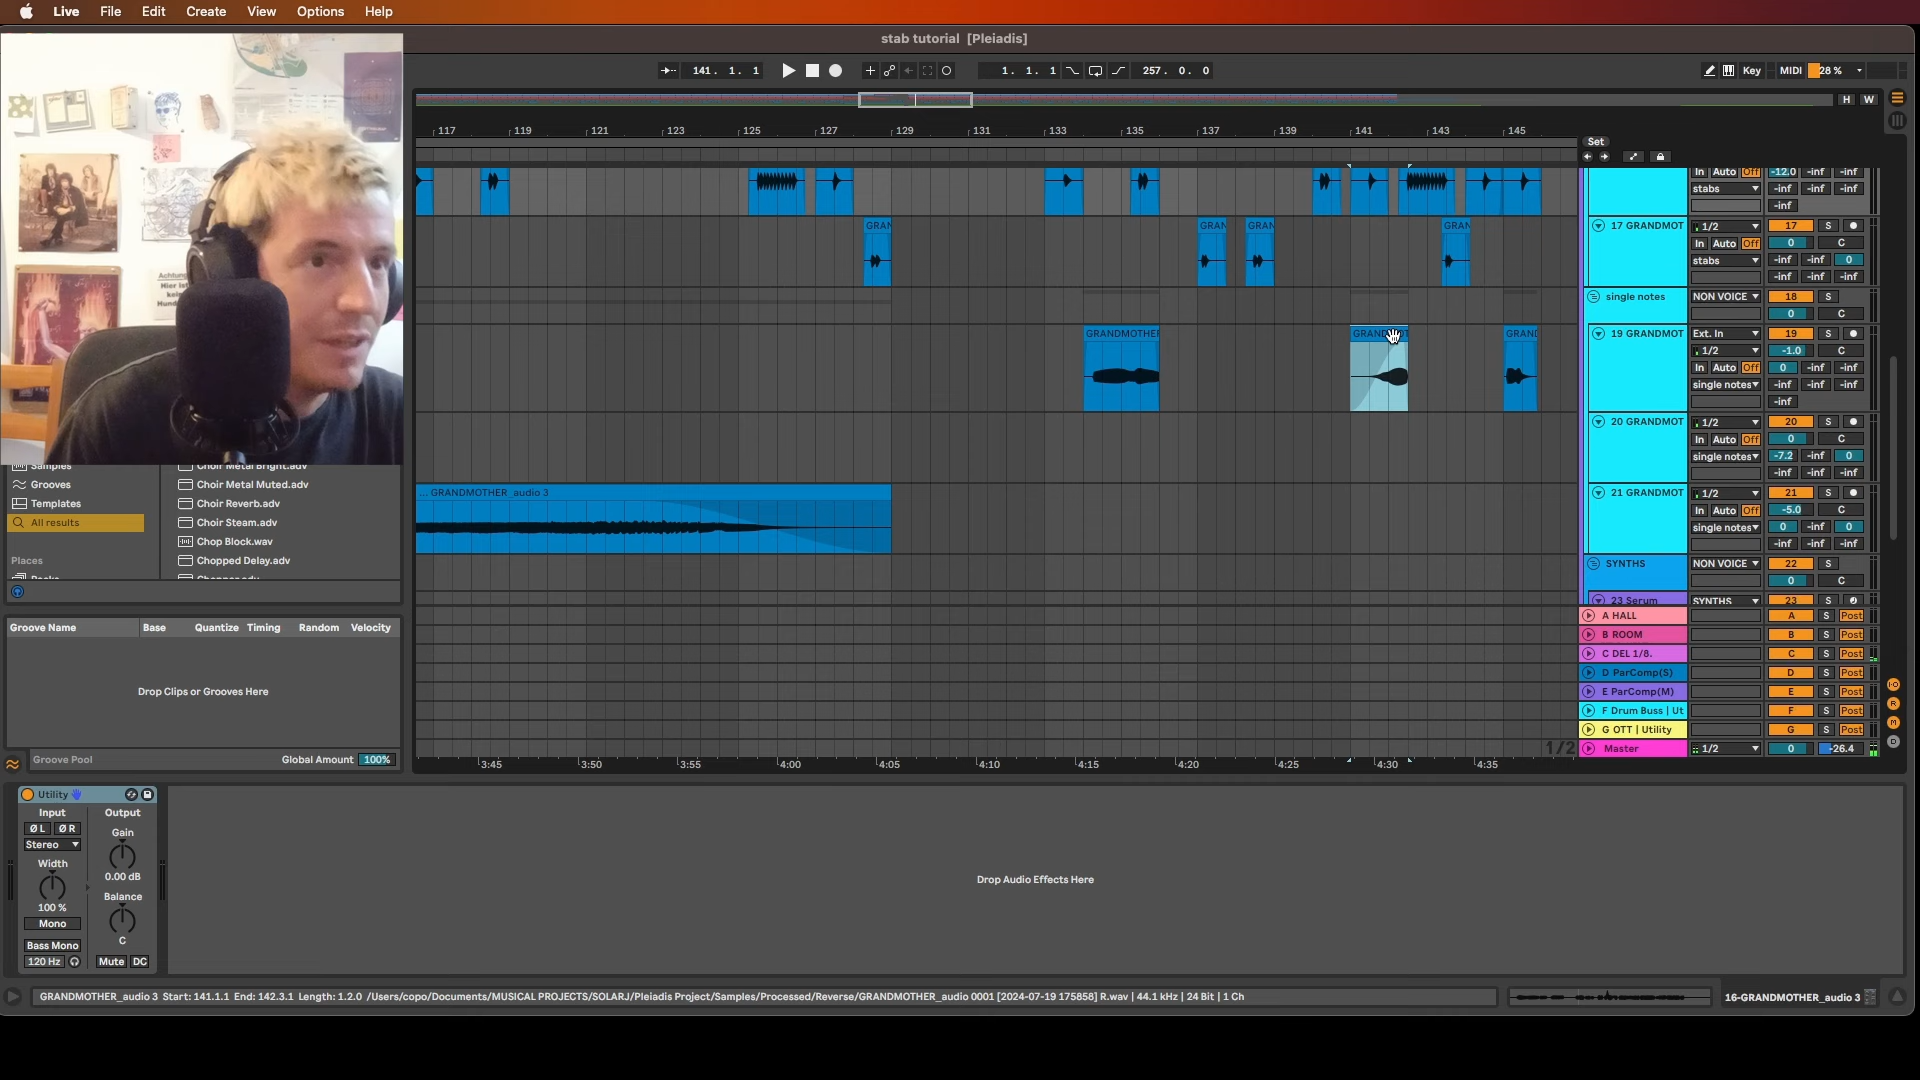 Live File Edit Create View Options Help
stab tutorial [Pleiadis]
141. 1. 1
1. 1. 1
257. 0. 0
Key MIDI 28 %
H W
117 119 121 123 125 127 129 131 133 135 137 139 141 143 145
Set
In Auto Off -12.0 -inf -inf
stabs -inf -inf -inf
-inf
GRAN GRAN GRAN GRAN
17 GRANDMOT 1/2 17 S
In Auto Off 0 C
stabs -inf -inf 0
-inf -inf -inf
single notes NON VOICE 18 S
0 C
GRANDMOTHER GRANDMOT GRAND
19 GRANDMOT Ext. In 19 S
1/2 -1.0 C
In Auto Off 0 -inf -inf
single notes -inf -inf -inf
-inf
20 GRANDMOT 1/2 20 S
In Auto Off 0 C
single notes -7.2 -inf 0
-inf -inf -inf
... GRANDMOTHER_audio 3
21 GRANDMOT 1/2 21 S
In Auto Off -5.0 C
single notes 0 -inf 0
-inf -inf -inf
SYNTHS NON VOICE 22 S
0 C
23 Serum SYNTHS 23 S
A HALL A S Post
B ROOM B S Post
C DEL 1/8. C S Post
D ParComp(S) D S Post
E ParComp(M) E S Post
F Drum Buss | Ut F S Post
G OTT | Utility G S Post
1/2
Master 1/2 0 -26.4
3:45 3:50 3:55 4:00 4:05 4:10 4:15 4:20 4:25 4:30 4:35
Achtung
Hier ist
kein
Hund
Samples
Grooves
Templates
All results
Places
Packs
Choir Metal Bright.adv
Choir Metal Muted.adv
Choir Reverb.adv
Choir Steam.adv
Chop Block.wav
Chopped Delay.adv
Chopper.adv
Groove Name Base Quantize Timing Random Velocity
Drop Clips or Grooves Here
Groove Pool Global Amount 100%
Utility
Input Output
Ø L Ø R Gain
Stereo
Width 0.00 dB
Balance
100 %
Mono
C
Bass Mono
120 Hz Mute DC
Drop Audio Effects Here
GRANDMOTHER_audio 3 Start: 141.1.1 End: 142.3.1 Length: 1.2.0 /Users/copo/Documents/MUSICAL PROJECTS/SOLARJ/Pleiadis Project/Samples/Processed/Reverse/GRANDMOTHER_audio 0001 [2024-07-19 175858] R.wav | 44.1 kHz | 24 Bit | 1 Ch
16-GRANDMOTHER_audio 3